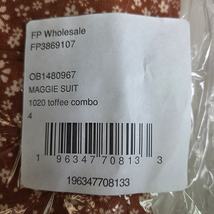 FP Wholesale
FP3869107
OB1480967
MAGGIE SUIT
1020 toffee combo
4
1 96347 70813 3
196347708133